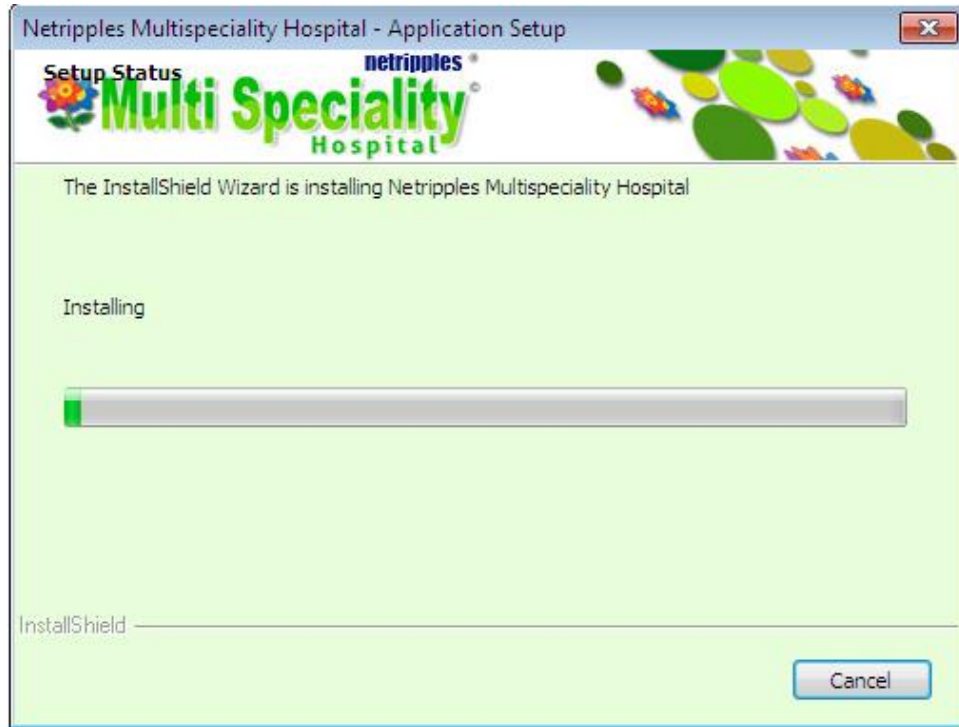 Netripples Multispeciality Hospital - Application Setup
Setup Status
netripples ®
Multi Speciality ©
Hospital
The InstallShield Wizard is installing Netripples Multispeciality Hospital
Installing
InstallShield
Cancel